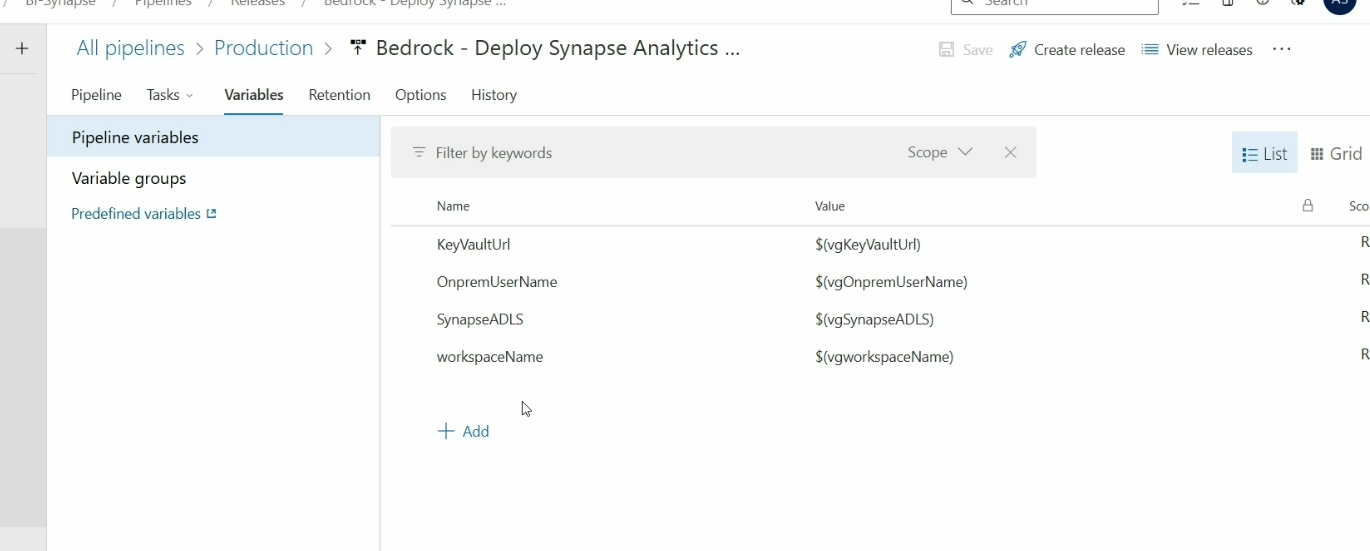 / BI-Synapse / Pipelines / Releases / Bedrock - Deploy Synapse ...
Search
AS
All pipelines > Production > Bedrock - Deploy Synapse Analytics ...
Save Create release View releases ...
Pipeline Tasks Variables Retention Options History
Pipeline variables
Variable groups
Predefined variables
Filter by keywords Scope
List Grid
Name Value Sco
KeyVaultUrl $(vgKeyVaultUrl) R
OnpremUserName $(vgOnpremUserName) R
SynapseADLS $(vgSynapseADLS) R
workspaceName $(vgworkspaceName) R
+ Add